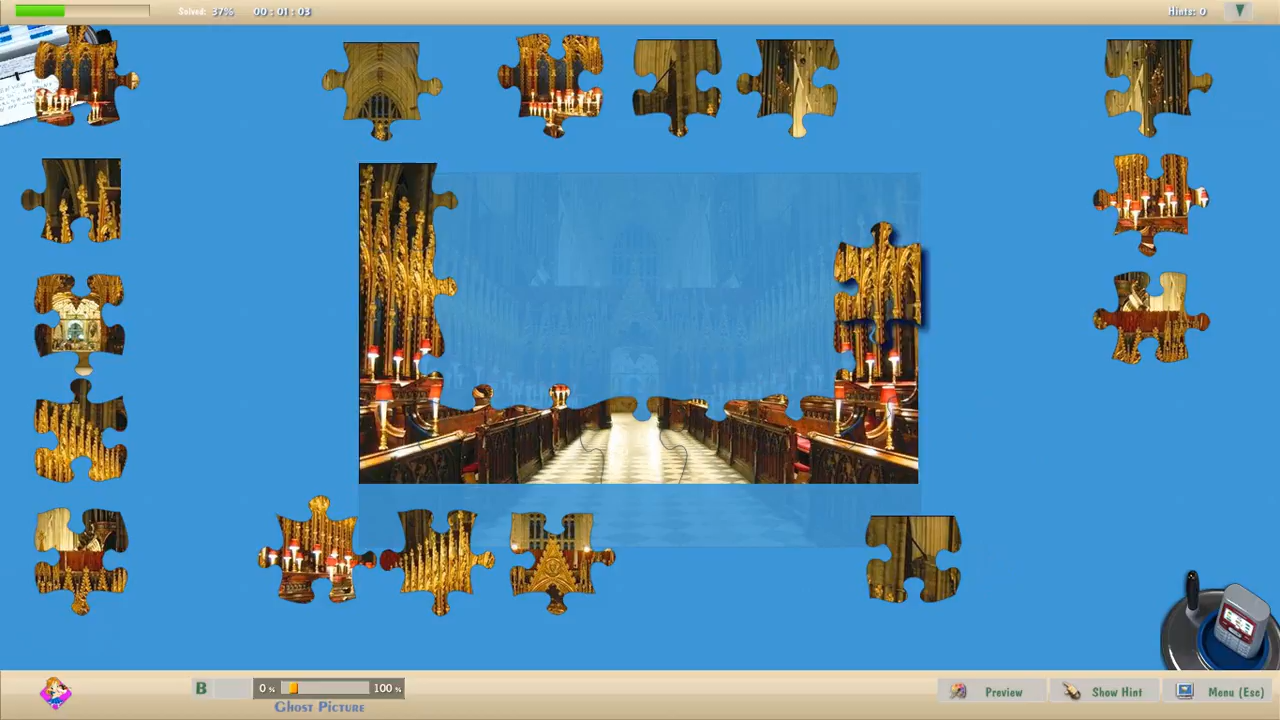 Solved: 37% 00 : 01 : 03 Hints: 0
B 0 % 100 % Preview Show Hint Menu (Esc)
Ghost Picture